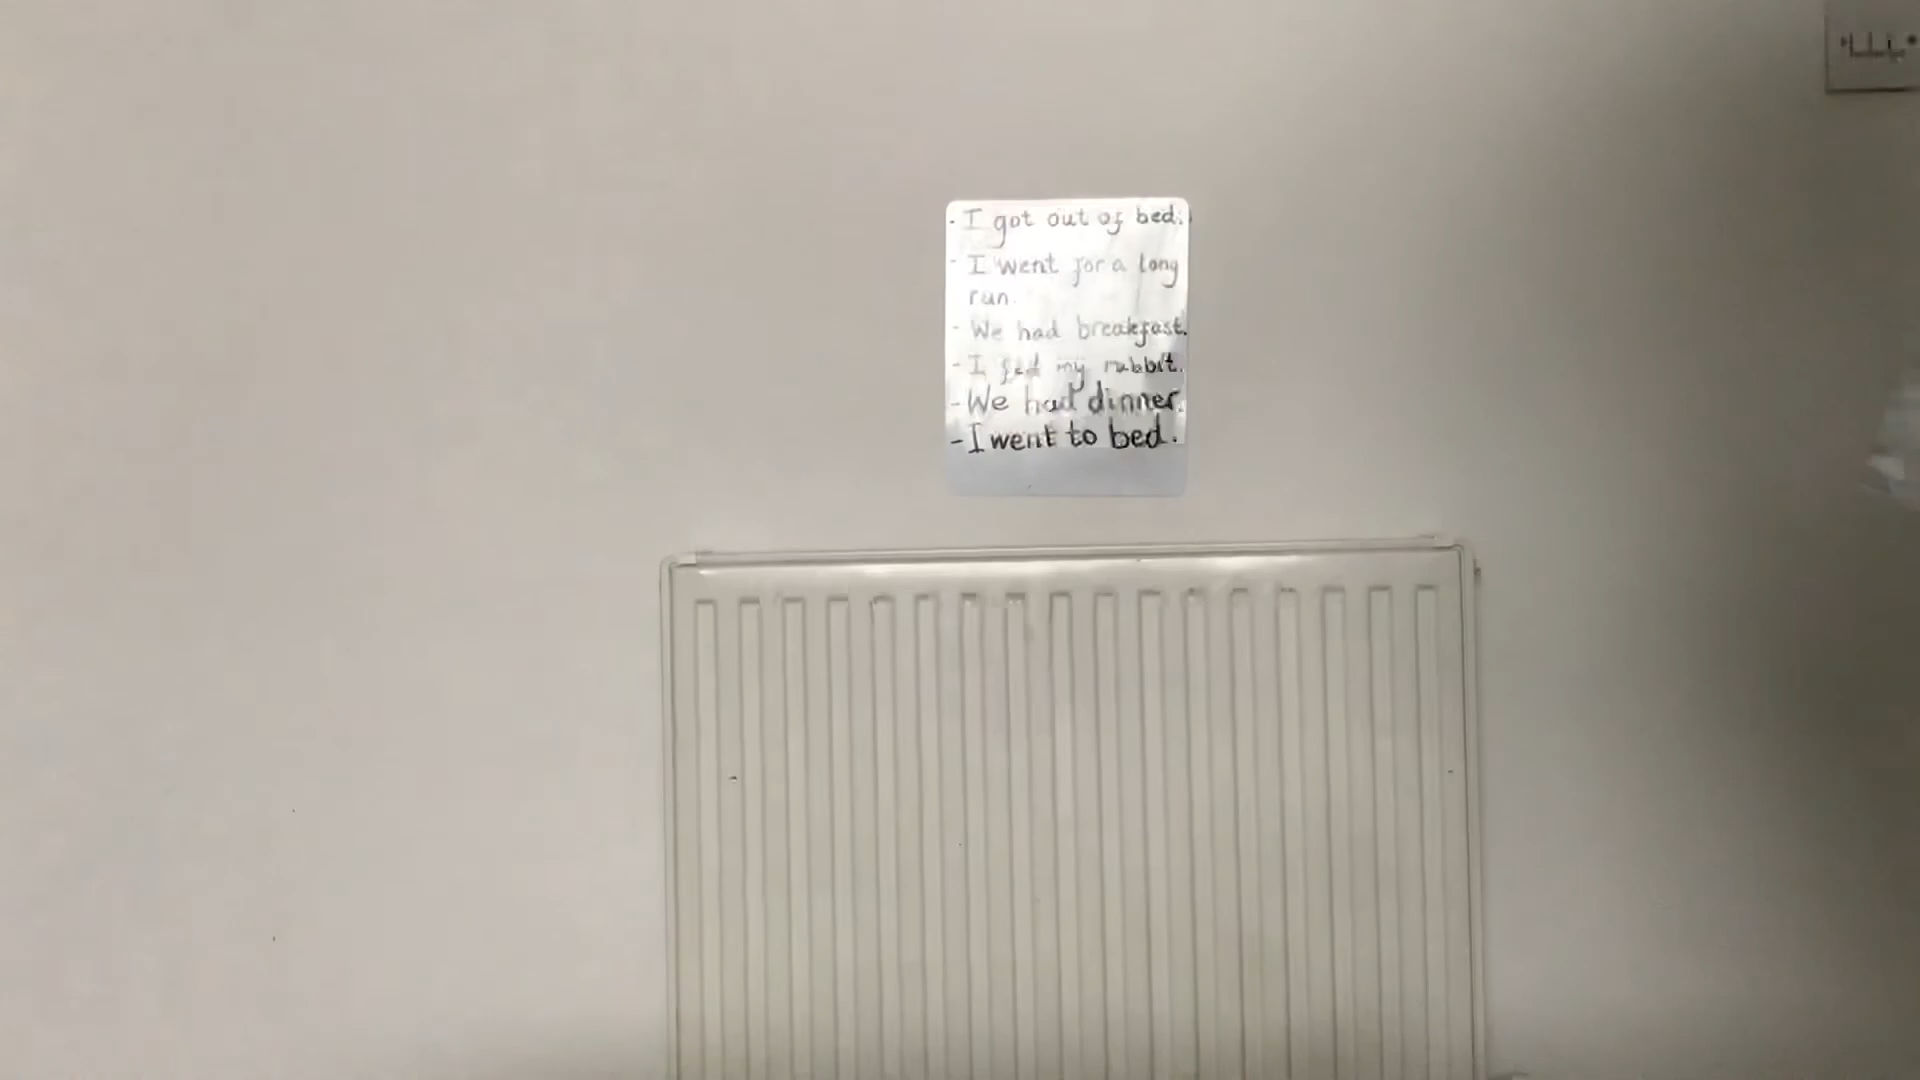 - I got out of bed.
- I went for a long
run.
- We had breakfast.
- I fed my rabbit.
- We had dinner.
- I went to bed.